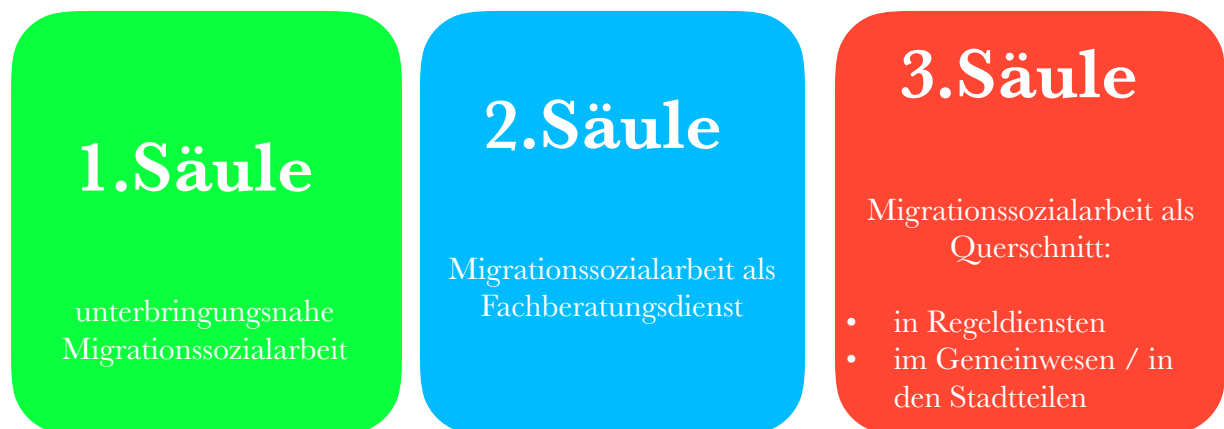 1.Säule
unterbringungsnahe
Migrationssozialarbeit
2.Säule
Migrationssozialarbeit als
Fachberatungsdienst
3.Säule
Migrationssozialarbeit als
Querschnitt:
• in Regeldiensten
• im Gemeinwesen / in
den Stadtteilen